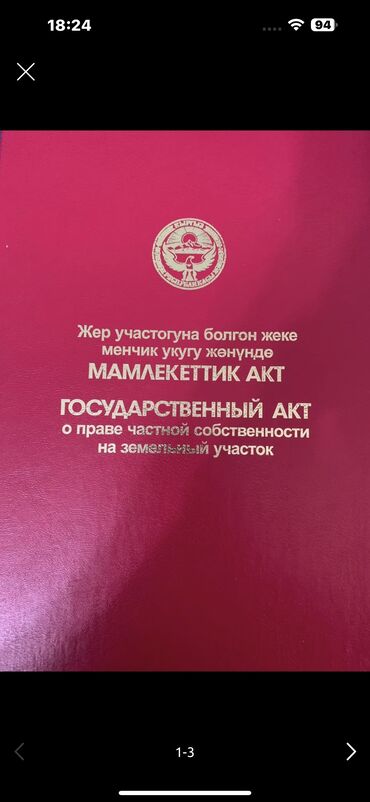 18:24
94
Жер участогуна болгон жеке
менчик укугу жөнүндө
МАМЛЕКЕТТИК АКТ
ГОСУДАРСТВЕННЫЙ АКТ
о праве частной собственности
на земельный участок
1-3